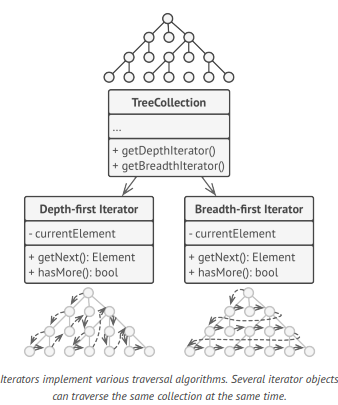 TreeCollection
...
+ getDepthIterator()
+ getBreadthIterator()
Depth-first Iterator
- currentElement
+ getNext(): Element
+ hasMore(): bool
Breadth-first Iterator
- currentElement
+ getNext(): Element
+ hasMore(): bool
Iterators implement various traversal algorithms. Several iterator objects
can traverse the same collection at the same time.